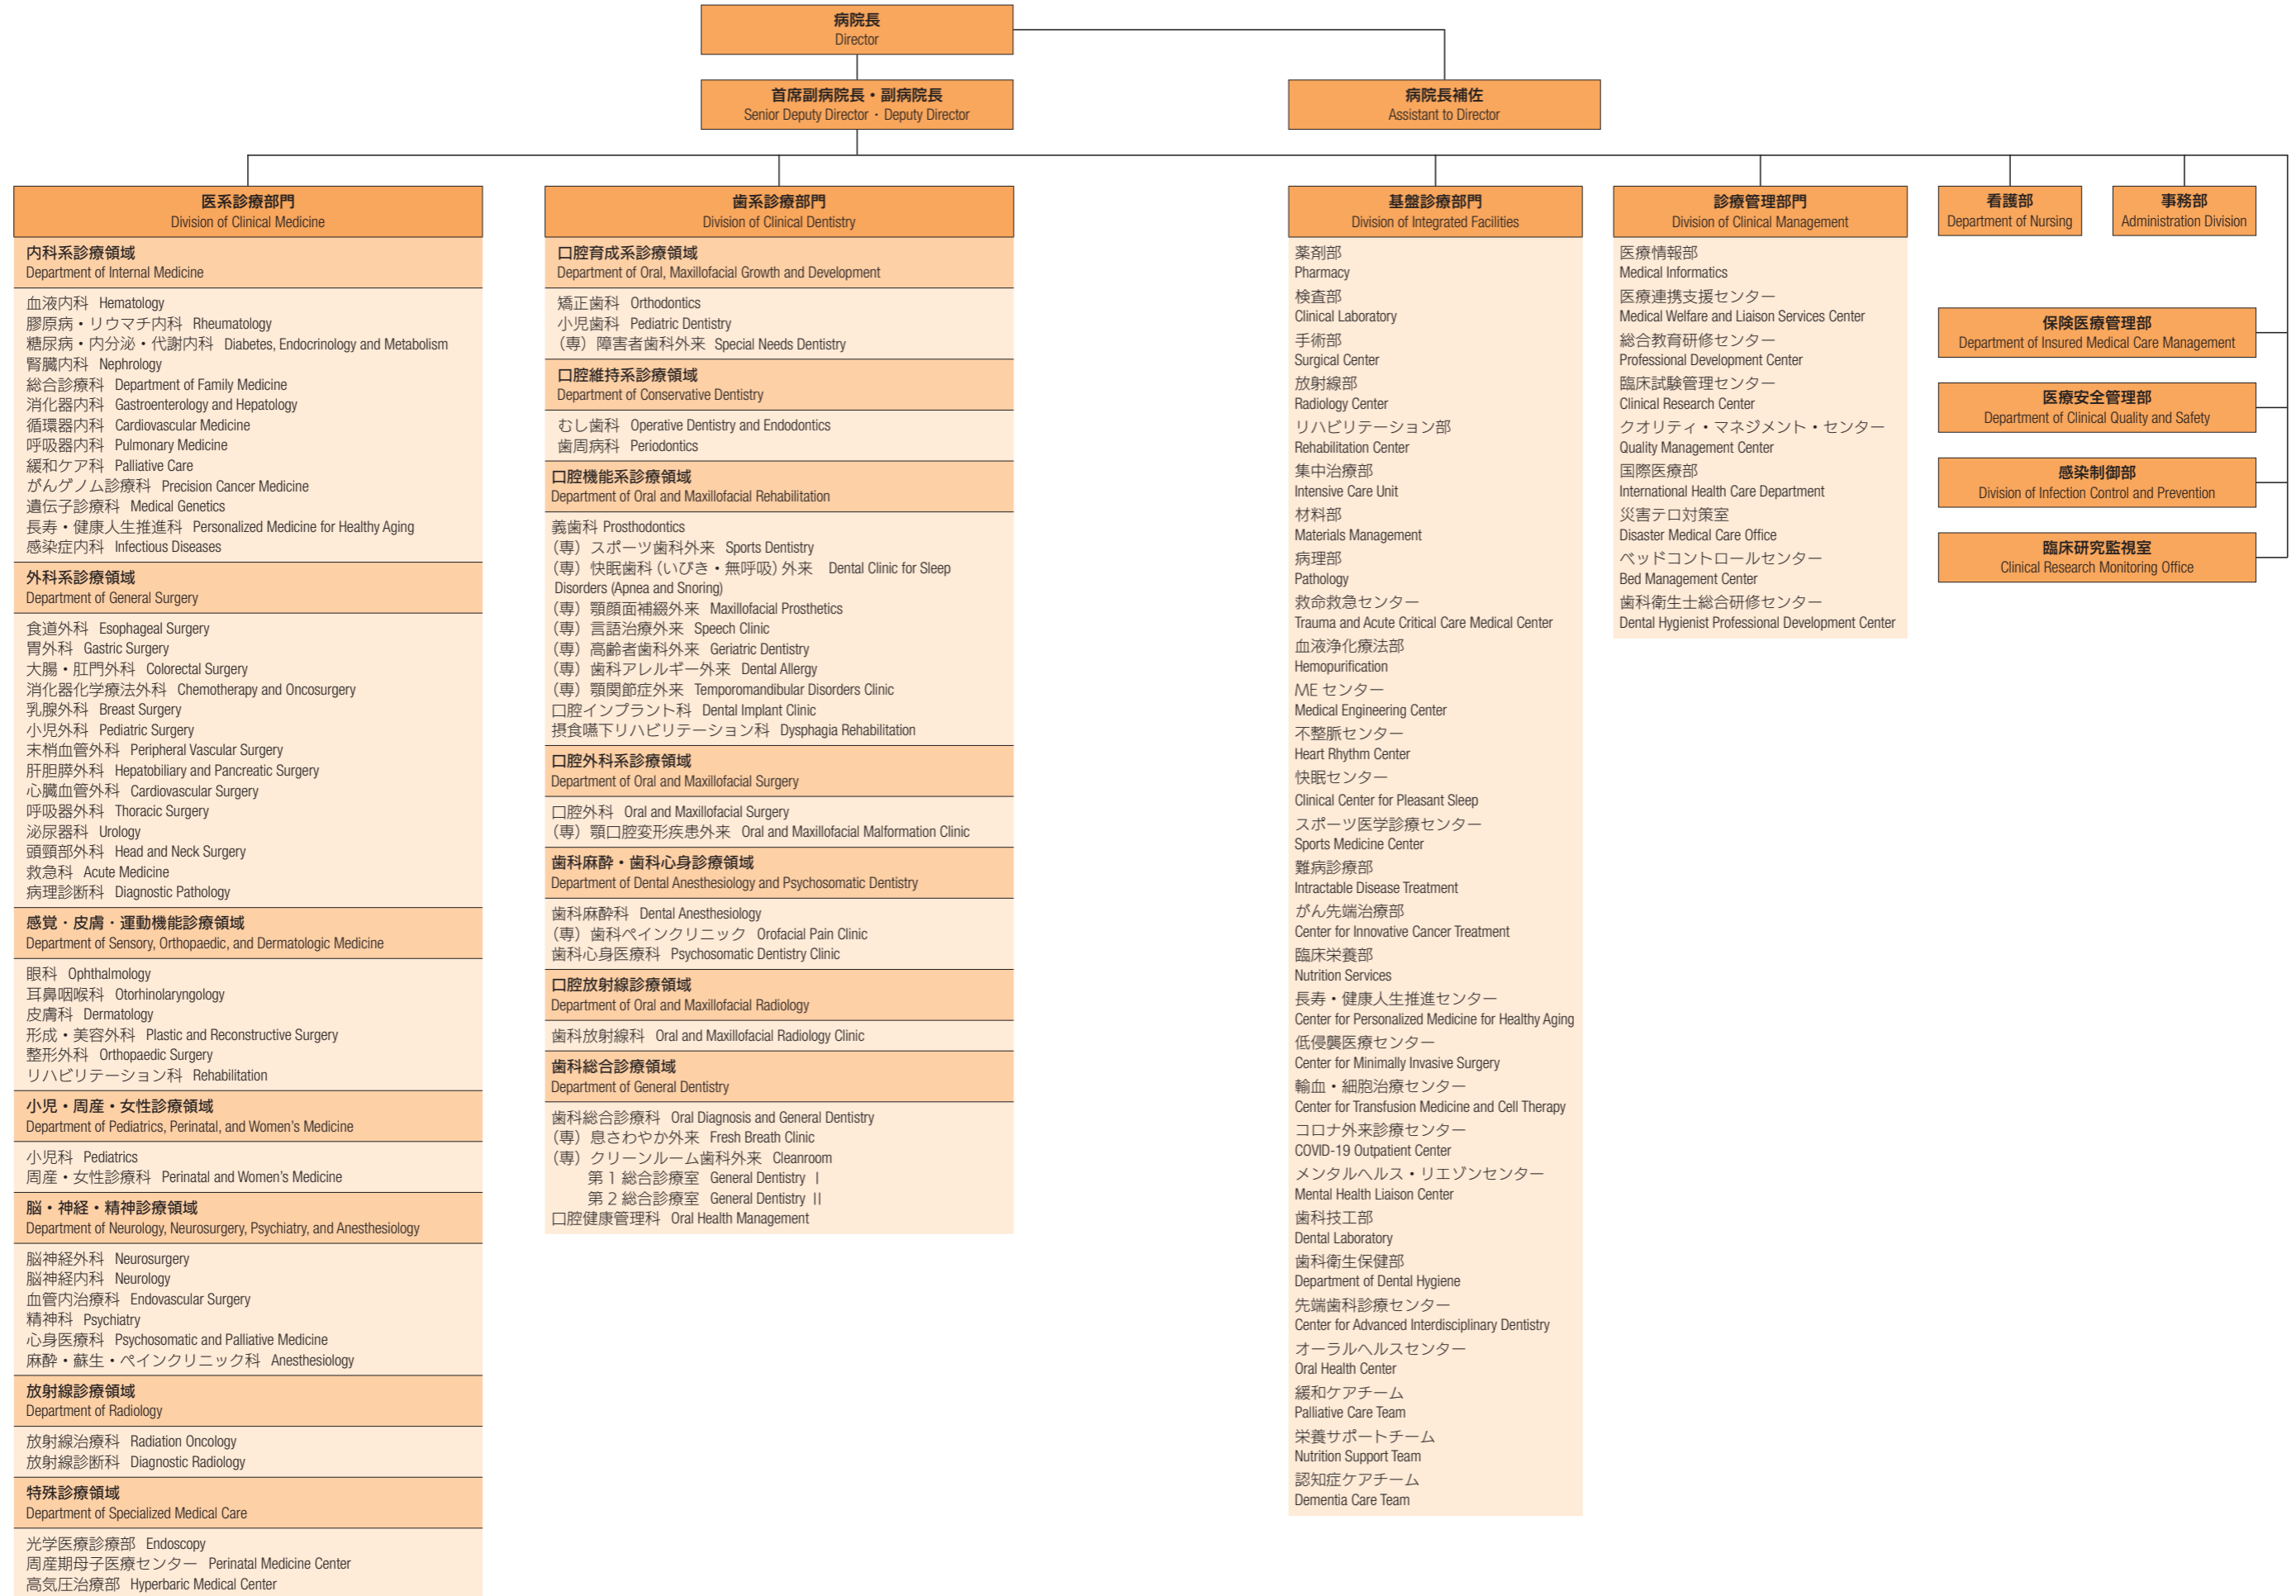 病院長
Director
首席副病院長・副病院長
Senior Deputy Director・Deputy Director
病院長補佐
Assistant to Director
医系診療部門
Division of Clinical Medicine
内科系診療領域
Department of Internal Medicine
血液内科 Hematology
膠原病・リウマチ内科 Rheumatology
糖尿病・内分泌・代謝内科 Diabetes, Endocrinology and Metabolism
腎臓内科 Nephrology
総合診療科 Department of Family Medicine
消化器内科 Gastroenterology and Hepatology
循環器内科 Cardiovascular Medicine
呼吸器内科 Pulmonary Medicine
緩和ケア科 Palliative Care
がんゲノム診療科 Precision Cancer Medicine
遺伝子診療科 Medical Genetics
長寿・健康人生推進科 Personalized Medicine for Healthy Aging
感染症内科 Infectious Diseases
外科系診療領域
Department of General Surgery
食道外科 Esophageal Surgery
胃外科 Gastric Surgery
大腸・肛門外科 Colorectal Surgery
消化器化学療法外科 Chemotherapy and Oncosurgery
乳腺外科 Breast Surgery
小児外科 Pediatric Surgery
末梢血管外科 Peripheral Vascular Surgery
肝胆膵外科 Hepatobiliary and Pancreatic Surgery
心臓血管外科 Cardiovascular Surgery
呼吸器外科 Thoracic Surgery
泌尿器科 Urology
頭頸部外科 Head and Neck Surgery
救急科 Acute Medicine
病理診断科 Diagnostic Pathology
感覚・皮膚・運動機能診療領域
Department of Sensory, Orthopaedic, and Dermatologic Medicine
眼科 Ophthalmology
耳鼻咽喉科 Otorhinolaryngology
皮膚科 Dermatology
形成・美容外科 Plastic and Reconstructive Surgery
整形外科 Orthopaedic Surgery
リハビリテーション科 Rehabilitation
小児・周産・女性診療領域
Department of Pediatrics, Perinatal, and Women's Medicine
小児科 Pediatrics
周産・女性診療科 Perinatal and Women's Medicine
脳・神経・精神診療領域
Department of Neurology, Neurosurgery, Psychiatry, and Anesthesiology
脳神経外科 Neurosurgery
脳神経内科 Neurology
血管内治療科 Endovascular Surgery
精神科 Psychiatry
心身医療科 Psychosomatic and Palliative Medicine
麻酔・蘇生・ペインクリニック科 Anesthesiology
放射線診療領域
Department of Radiology
放射線治療科 Radiation Oncology
放射線診断科 Diagnostic Radiology
特殊診療領域
Department of Specialized Medical Care
光学医療診療部 Endoscopy
周産期母子医療センター Perinatal Medicine Center
高気圧治療部 Hyperbaric Medical Center
歯系診療部門
Division of Clinical Dentistry
口腔育成系診療領域
Department of Oral, Maxillofacial Growth and Development
矯正歯科 Orthodontics
小児歯科 Pediatric Dentistry
（専）障害者歯科外来 Special Needs Dentistry
口腔維持系診療領域
Department of Conservative Dentistry
むし歯科 Operative Dentistry and Endodontics
歯周病科 Periodontics
口腔機能系診療領域
Department of Oral and Maxillofacial Rehabilitation
義歯科 Prosthodontics
（専）スポーツ歯科外来 Sports Dentistry
（専）快眠歯科（いびき・無呼吸）外来 Dental Clinic for Sleep
Disorders (Apnea and Snoring)
（専）顎顔面補綴外来 Maxillofacial Prosthetics
（専）言語治療外来 Speech Clinic
（専）高齢者歯科外来 Geriatric Dentistry
（専）歯科アレルギー外来 Dental Allergy
（専）顎関節症外来 Temporomandibular Disorders Clinic
口腔インプラント科 Dental Implant Clinic
摂食嚥下リハビリテーション科 Dysphagia Rehabilitation
口腔外科系診療領域
Department of Oral and Maxillofacial Surgery
口腔外科 Oral and Maxillofacial Surgery
（専）顎口腔変形疾患外来 Oral and Maxillofacial Malformation Clinic
歯科麻酔・歯科心身診療領域
Department of Dental Anesthesiology and Psychosomatic Dentistry
歯科麻酔科 Dental Anesthesiology
（専）歯科ペインクリニック Orofacial Pain Clinic
歯科心身医療科 Psychosomatic Dentistry Clinic
口腔放射線診療領域
Department of Oral and Maxillofacial Radiology
歯科放射線科 Oral and Maxillofacial Radiology Clinic
歯科総合診療領域
Department of General Dentistry
歯科総合診療科 Oral Diagnosis and General Dentistry
（専）息さわやか外来 Fresh Breath Clinic
（専）クリーンルーム歯科外来 Cleanroom
第1総合診療室 General Dentistry I
第2総合診療室 General Dentistry II
口腔健康管理科 Oral Health Management
基盤診療部門
Division of Integrated Facilities
薬剤部
Pharmacy
検査部
Clinical Laboratory
手術部
Surgical Center
放射線部
Radiology Center
リハビリテーション部
Rehabilitation Center
集中治療部
Intensive Care Unit
材料部
Materials Management
病理部
Pathology
救命救急センター
Trauma and Acute Critical Care Medical Center
血液浄化療法部
Hemopurification
ME センター
Medical Engineering Center
不整脈センター
Heart Rhythm Center
快眠センター
Clinical Center for Pleasant Sleep
スポーツ医学診療センター
Sports Medicine Center
難病診療部
Intractable Disease Treatment
がん先端治療部
Center for Innovative Cancer Treatment
臨床栄養部
Nutrition Services
長寿・健康人生推進センター
Center for Personalized Medicine for Healthy Aging
低侵襲医療センター
Center for Minimally Invasive Surgery
輸血・細胞治療センター
Center for Transfusion Medicine and Cell Therapy
コロナ外来診療センター
COVID-19 Outpatient Center
メンタルヘルス・リエゾンセンター
Mental Health Liaison Center
歯科技工部
Dental Laboratory
歯科衛生保健部
Department of Dental Hygiene
先端歯科診療センター
Center for Advanced Interdisciplinary Dentistry
オーラルヘルスセンター
Oral Health Center
緩和ケアチーム
Palliative Care Team
栄養サポートチーム
Nutrition Support Team
認知症ケアチーム
Dementia Care Team
診療管理部門
Division of Clinical Management
医療情報部
Medical Informatics
医療連携支援センター
Medical Welfare and Liaison Services Center
総合教育研修センター
Professional Development Center
臨床試験管理センター
Clinical Research Center
クオリティ・マネジメント・センター
Quality Management Center
国際医療部
International Health Care Department
災害テロ対策室
Disaster Medical Care Office
ベッドコントロールセンター
Bed Management Center
歯科衛生士総合研修センター
Dental Hygienist Professional Development Center
看護部
Department of Nursing
事務部
Administration Division
保険医療管理部
Department of Insured Medical Care Management
医療安全管理部
Department of Clinical Quality and Safety
感染制御部
Division of Infection Control and Prevention
臨床研究監視室
Clinical Research Monitoring Office